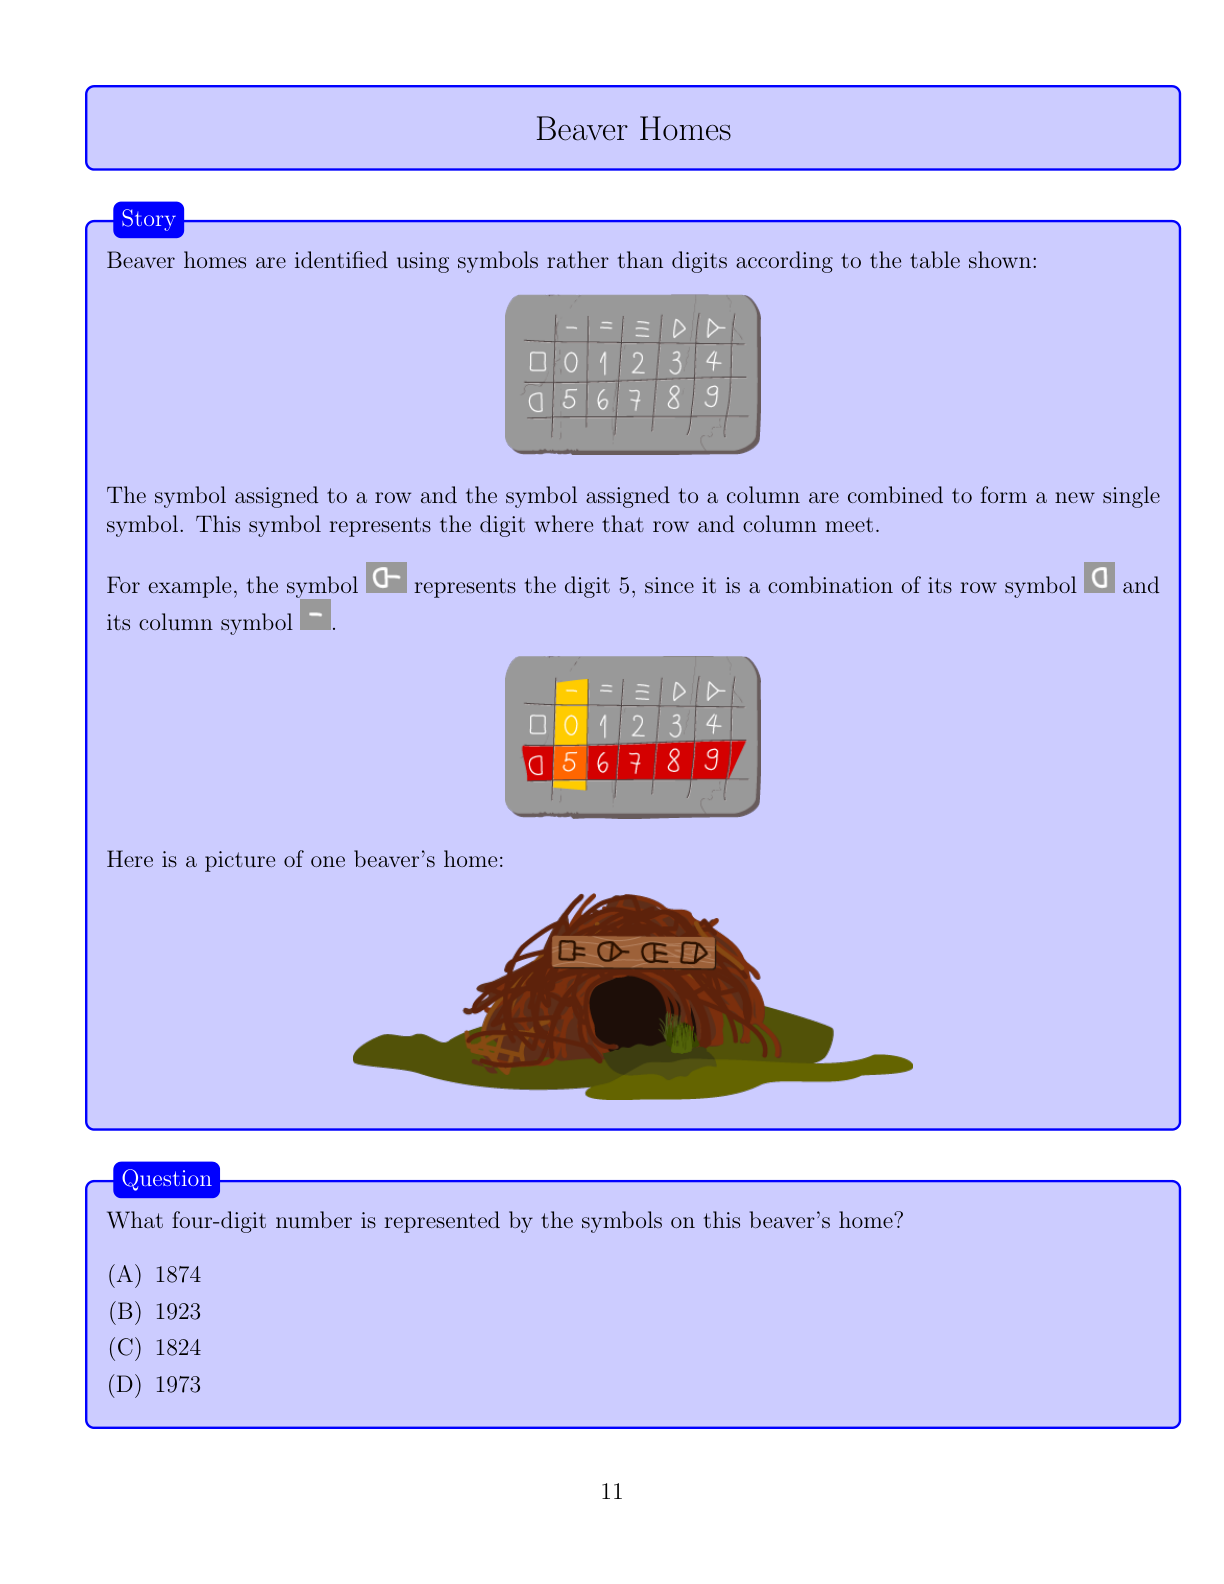 Beaver Homes
Story
Beaver homes are identified using symbols rather than digits according to the table shown:
− = ≡ ▷ ⊳-
□ 0 1 2 3 4
D 5 6 7 8 9
The symbol assigned to a row and the symbol assigned to a column are combined to form a new single
symbol. This symbol represents the digit where that row and column meet.
For example, the symbol represents the digit 5, since it is a combination of its row symbol and
its column symbol −.
− = ≡ ▷ ⊳-
□ 0 1 2 3 4
D 5 6 7 8 9
Here is a picture of one beaver's home:
Question
What four-digit number is represented by the symbols on this beaver's home?
(A) 1874
(B) 1923
(C) 1824
(D) 1973
11